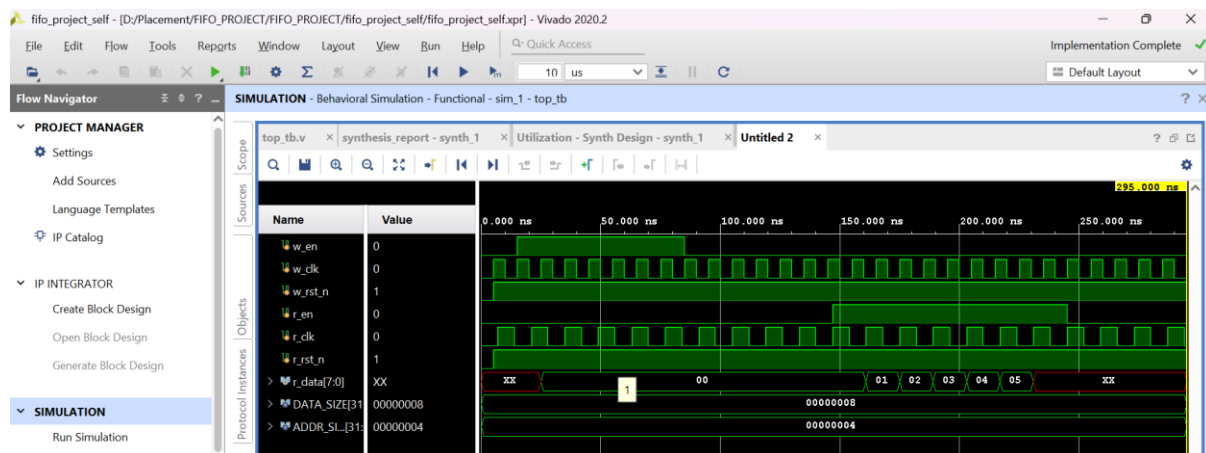 fifo_project_self - [D:/Placement/FIFO_PROJECT/FIFO_PROJECT/fifo_project_self/fifo_project_self.xpr] - Vivado 2020.2
File Edit Flow Tools Reports Window Layout View Run Help Q- Quick Access Implementation Complete
10 us Default Layout
Flow Navigator SIMULATION - Behavioral Simulation - Functional - sim_1 - top_tb
PROJECT MANAGER
Settings
Add Sources
Language Templates
IP Catalog
IP INTEGRATOR
Create Block Design
Open Block Design
Generate Block Design
SIMULATION
Run Simulation
Scope
Sources
Objects
Protocol Instances
top_tb.v synthesis_report - synth_1 Utilization - Synth Design - synth_1 Untitled 2
295.000 ns
Name Value 0.000 ns 50.000 ns 100.000 ns 150.000 ns 200.000 ns 250.000 ns
w_en 0
w_clk 0
w_rst_n 1
r_en 0
r_clk 0
r_rst_n 1
r_data[7:0] XX XX 00 01 02 03 04 05 XX
1
DATA_SIZE[31 00000008 00000008
ADDR_SI...[31: 00000004 00000004